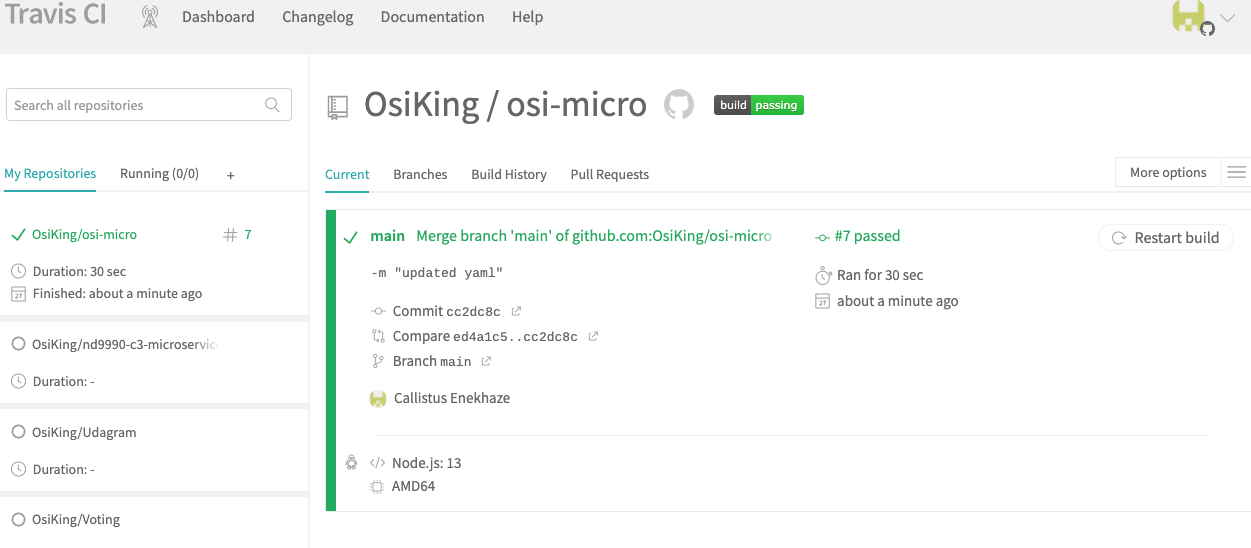 Travis CI
Dashboard
Changelog
Documentation
Help
Search all repositories
My Repositories
Running (0/0)
+
OsiKing/osi-micro
# 7
Duration: 30 sec
27
Finished: about a minute ago
OsiKing/nd9990-c3-microservic
Duration: -
OsiKing/Udagram
Duration: -
OsiKing/Voting
OsiKing / osi-micro
build passing
Current
Branches
Build History
Pull Requests
More options
main Merge branch 'main' of github.com:OsiKing/osi-micro
-m "updated yaml"
Commit cc2dc8c
Compare ed4a1c5..cc2dc8c
Branch main
Callistus Enekhaze
#7 passed
Ran for 30 sec
27
about a minute ago
Restart build
</> Node.js: 13
AMD64